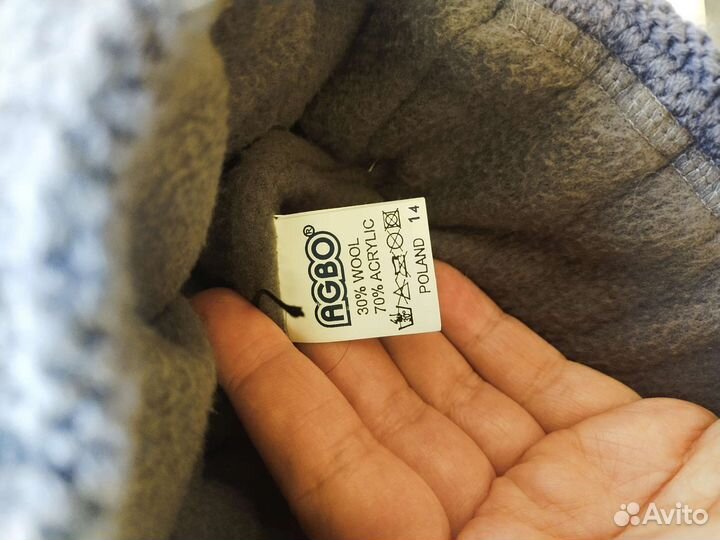 AGBO®
30% WOOL
70% ACRYLIC
POLAND 14
Avito